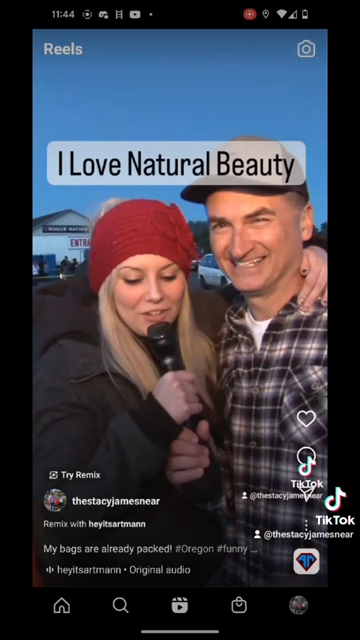 11:44
Reels
I Love Natural Beauty
ROGUE NATION
ENTRA
Try Remix
TikTok
@thestacyjamesnear
thestacyjamesnear
TikTok
Remix with heyitsartmann
@thestacyjamesnear
My bags are already packed! #Oregon #funny ...
heyitsartmann • Original audio